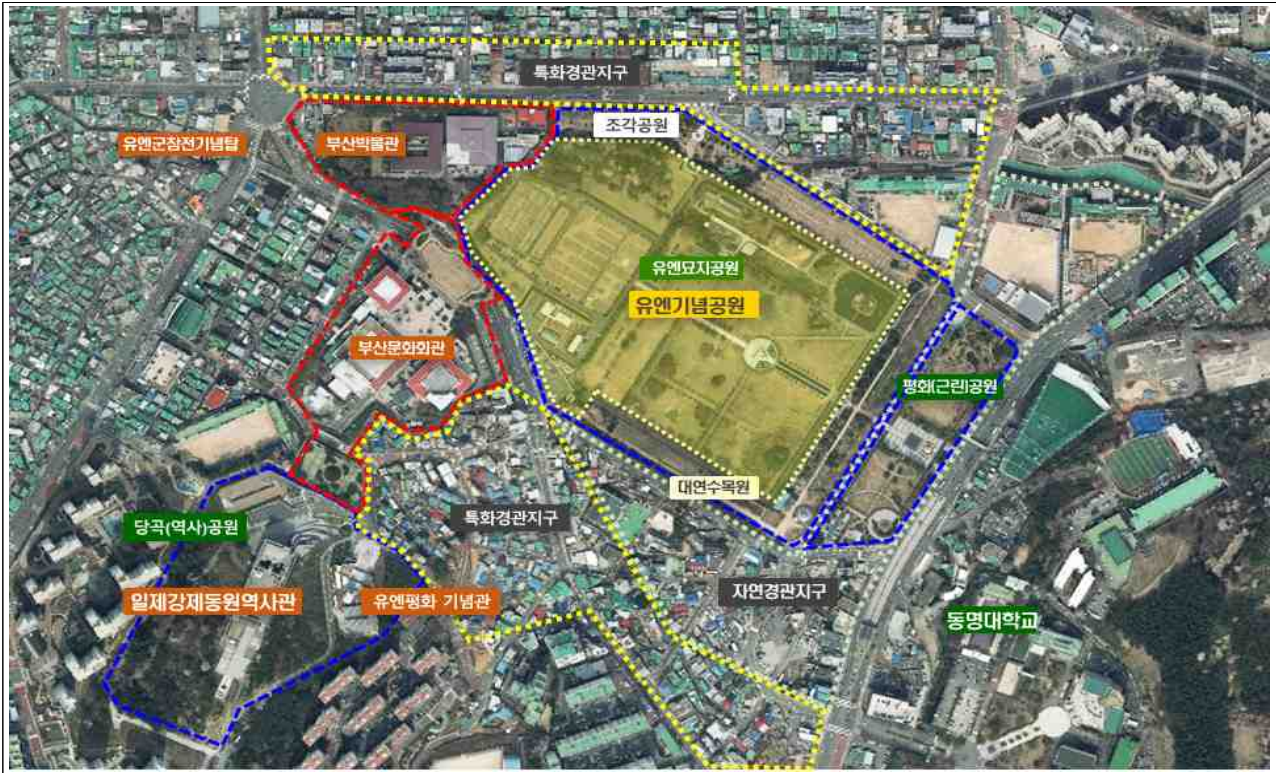 특화경관지구
조각공원
유엔군참전기념탑
부산박물관
유엔묘지공원
유엔기념공원
부산문화회관
평화(근린)공원
대연수목원
특화경관지구
당곡(역사)공원
자연경관지구
일제강제동원역사관
유엔평화 기념관
동명대학교